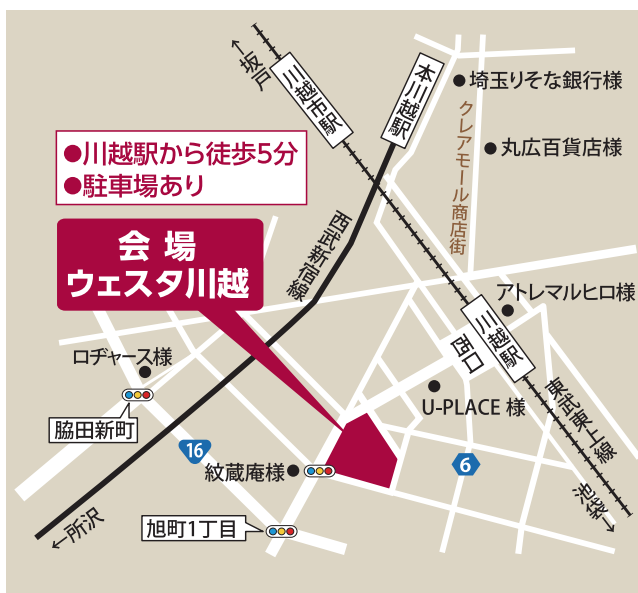 ←坂戸
川越市駅
本川越駅
埼玉りそな銀行様
丸広百貨店様
クレアモール商店街
●川越駅から徒歩5分
●駐車場あり
会場
ウェスタ川越
西武新宿線
アトレマルヒロ様
川越駅
西口
ロヂャース様
U-PLACE 様
東武東上線
脇田新町
16
紋蔵庵様
6
池袋→
旭町1丁目
←所沢